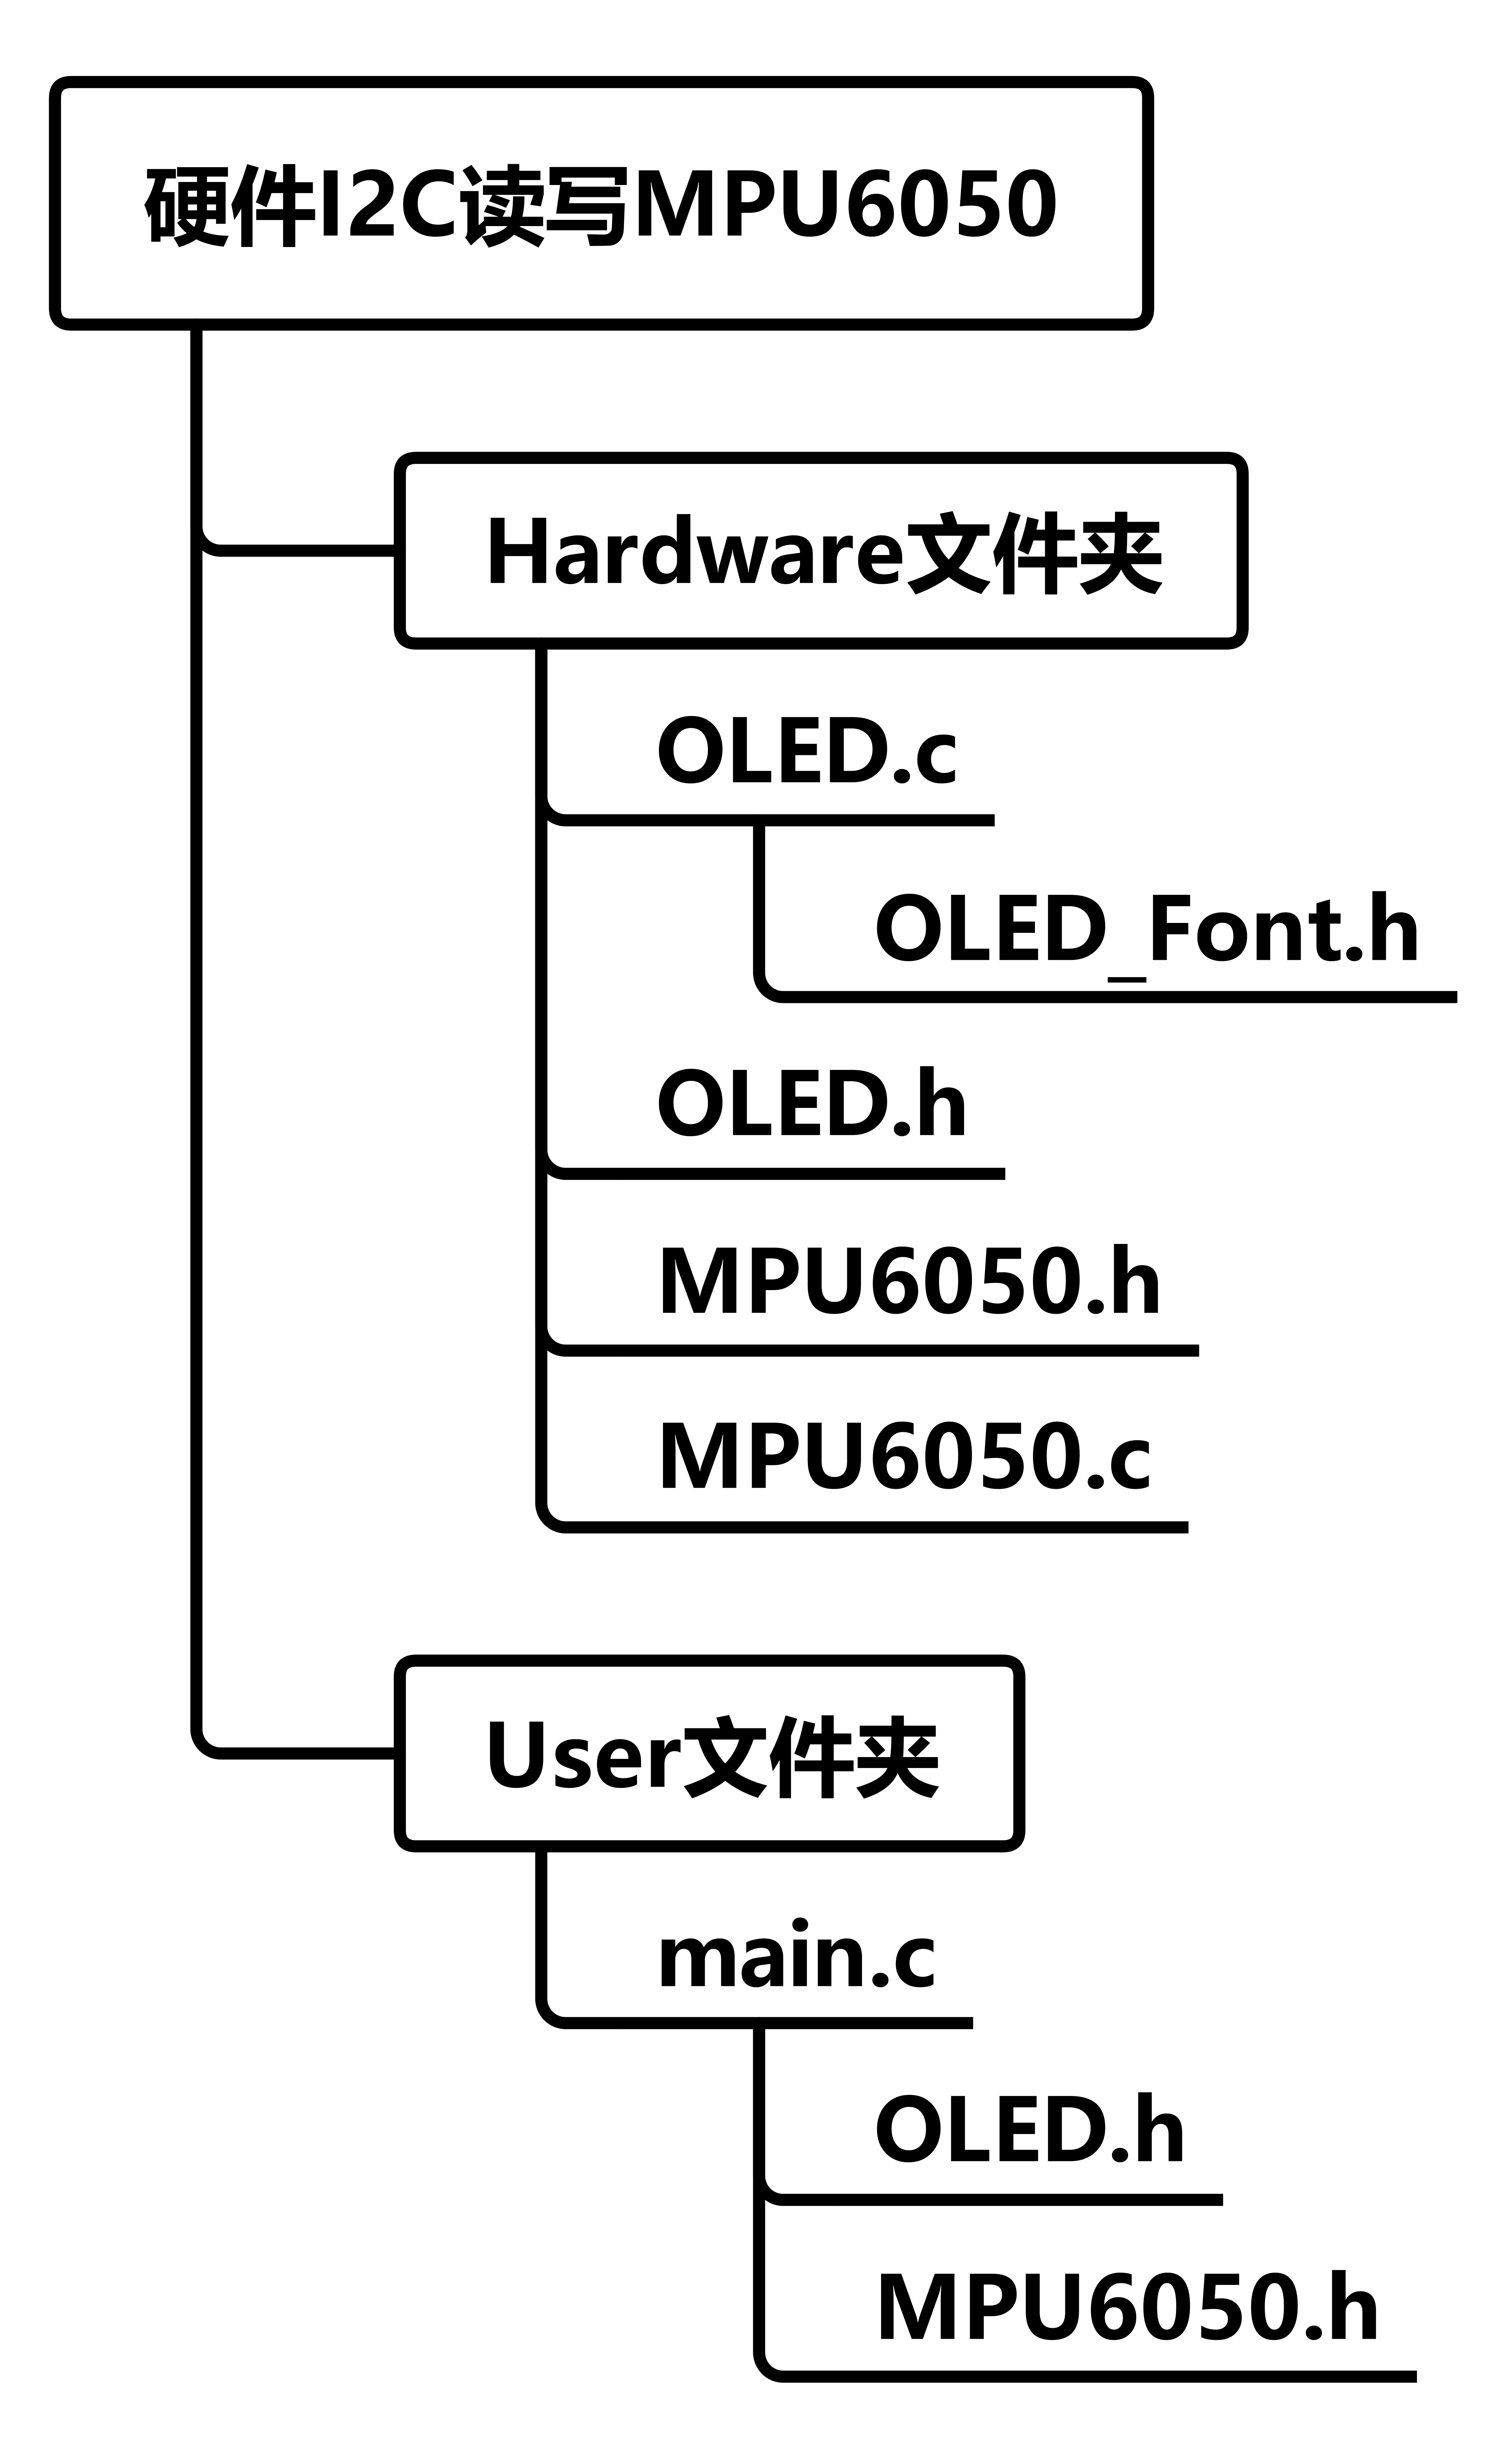 硬件I2C读写MPU6050
Hardware文件夹
OLED.c
OLED_Font.h
OLED.h
MPU6050.h
MPU6050.c
User文件夹
main.c
OLED.h
MPU6050.h